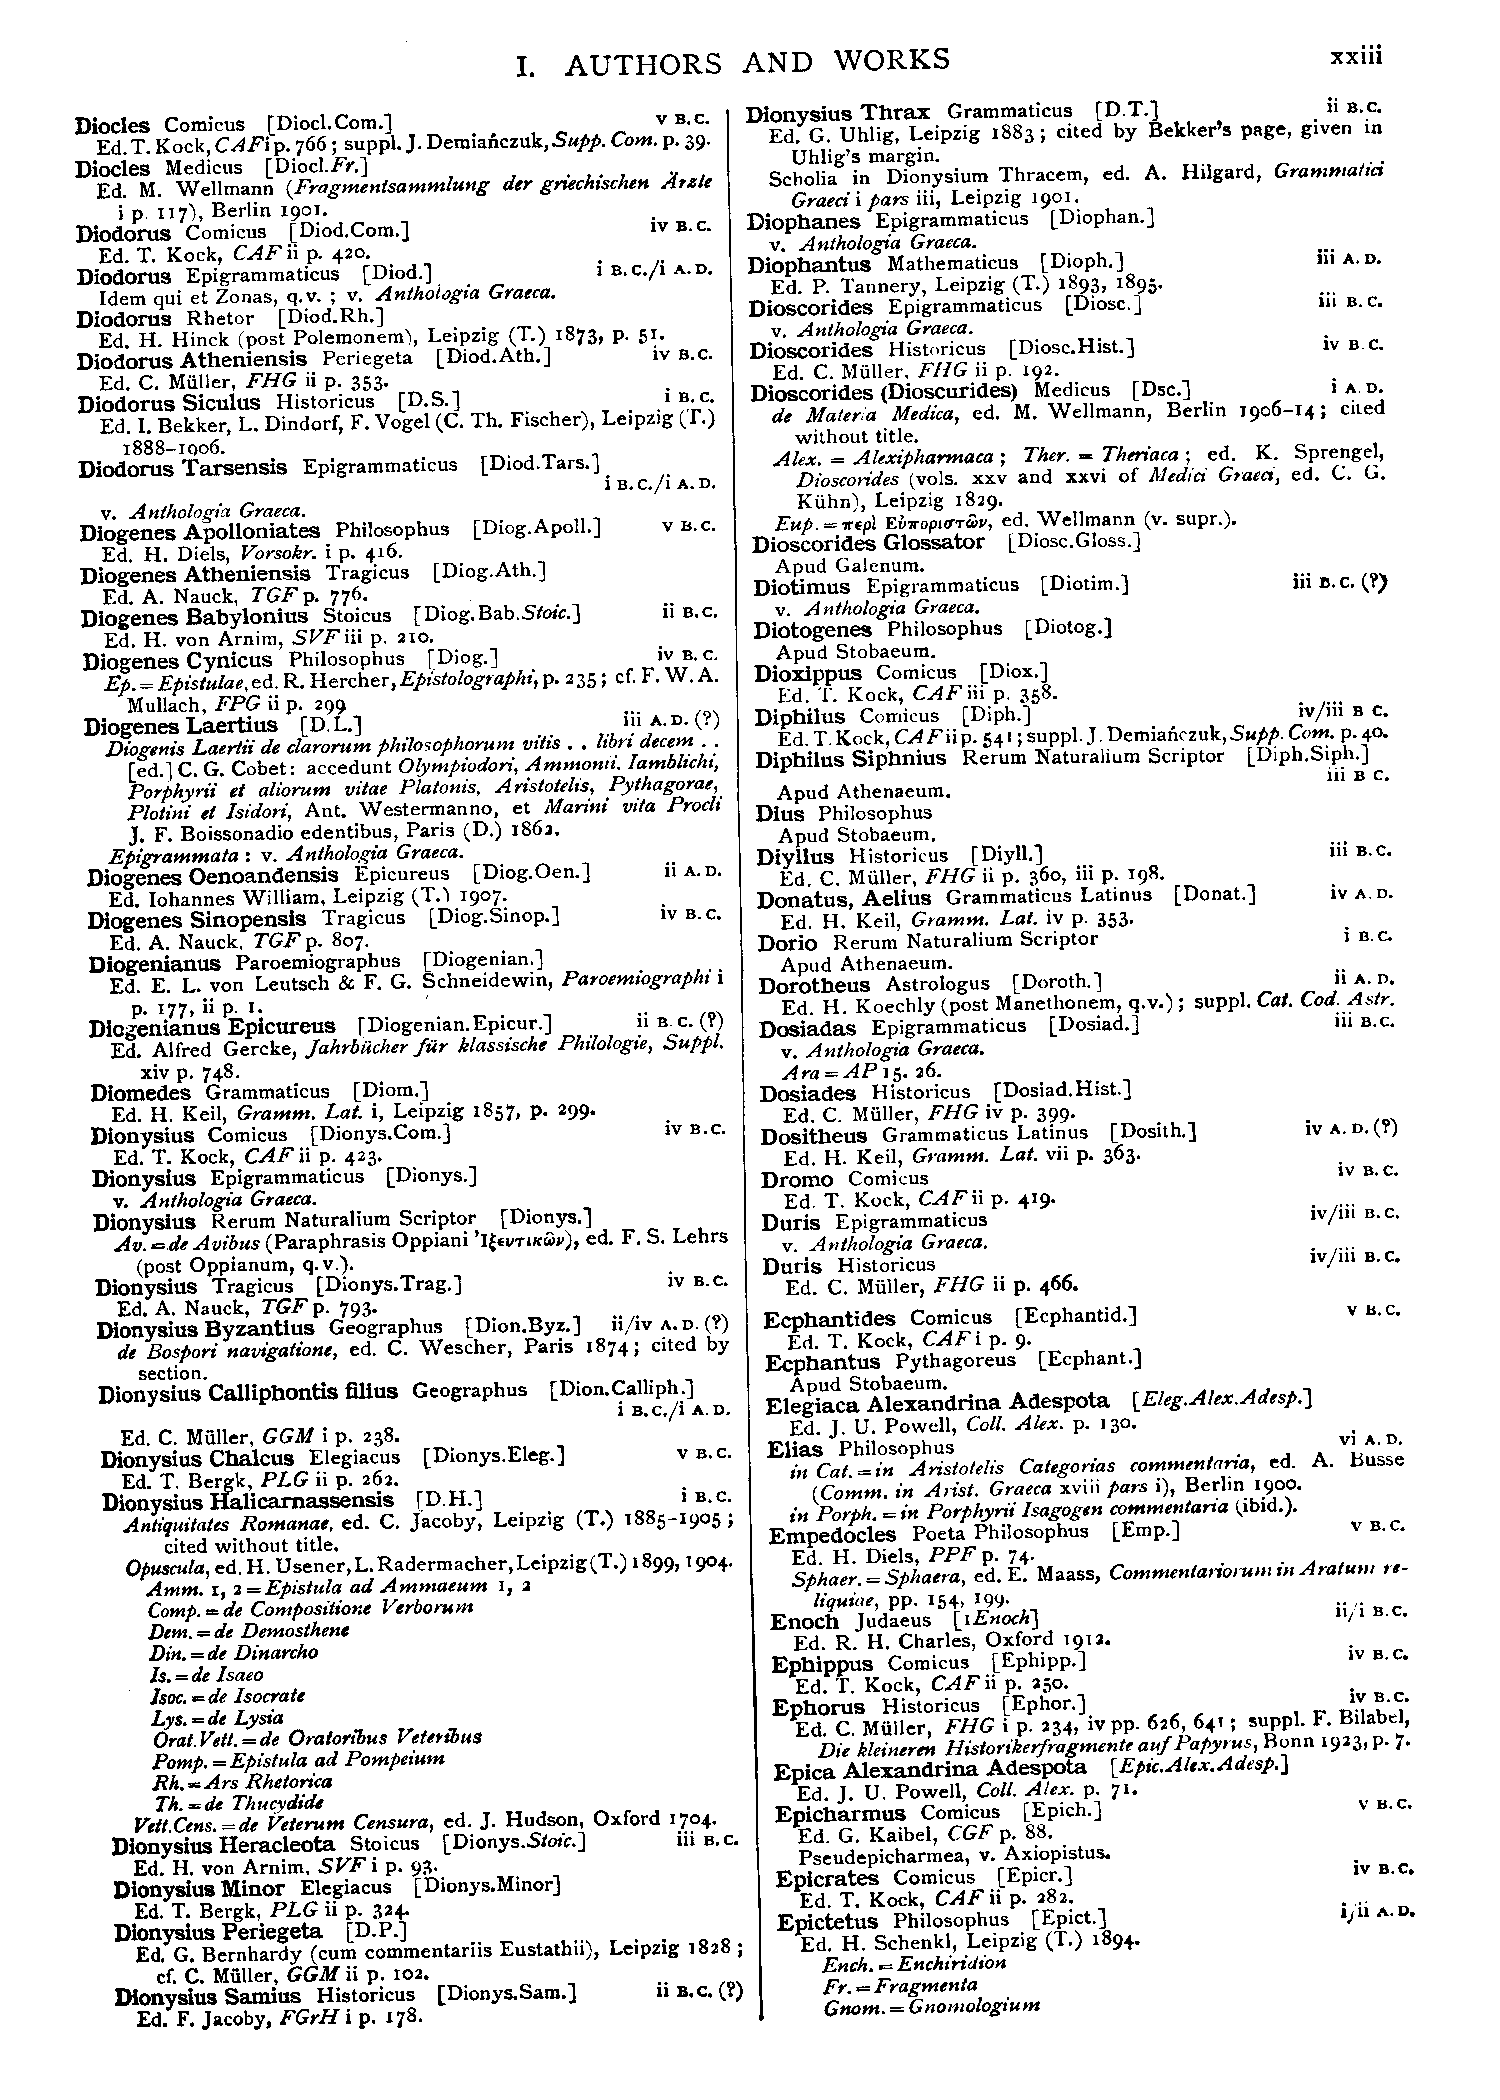 I. AUTHORS AND WORKS
xxiii
Diocles Comicus [Diocl.Com.] v B.C.
Ed. T. Kock, CAF i p. 766 ; suppl. J. Demiańczuk, Supp. Com. p. 39.
Diocles Medicus [Diocl.Fr.]
Ed. M. Wellmann (Fragmentsammlung der griechischen Ärzte
i p. 117), Berlin 1901.
Diodorus Comicus [Diod.Com.] iv B.C.
Ed. T. Kock, CAF ii p. 420.
Diodorus Epigrammaticus [Diod.] i B.C./i A.D.
Idem qui et Zonas, q.v. ; v. Anthologia Graeca.
Diodorus Rhetor [Diod.Rh.]
Ed. H. Hinck (post Polemonem), Leipzig (T.) 1873, p. 51.
Diodorus Atheniensis Periegeta [Diod.Ath.] iv B.C.
Ed. C. Müller, FHG ii p. 353.
Diodorus Siculus Historicus [D.S.] i B.C.
Ed. I. Bekker, L. Dindorf, F. Vogel (C. Th. Fischer), Leipzig (T.)
1888–1906.
Diodorus Tarsensis Epigrammaticus [Diod.Tars.]
i B.C./i A.D.
v. Anthologia Graeca.
Diogenes Apolloniates Philosophus [Diog.Apoll.] v B.C.
Ed. H. Diels, Vorsokr. i p. 416.
Diogenes Atheniensis Tragicus [Diog.Ath.]
Ed. A. Nauck, TGF p. 776.
Diogenes Babylonius Stoicus [Diog.Bab.Stoic.] ii B.C.
Ed. H. von Arnim, SVF iii p. 210.
Diogenes Cynicus Philosophus [Diog.] iv B.C.
Ep. = Epistulae, ed. R. Hercher, Epistolographi, p. 235 ; cf. F. W. A.
Mullach, FPG ii p. 299
Diogenes Laertius [D.L.] iii A.D. (?)
Diogenis Laertii de clarorum philosophorum vitis . . libri decem . .
[ed.] C. G. Cobet : accedunt Olympiodori, Ammonii. Iamblichi,
Porphyrii et aliorum vitae Platonis, Aristotelis, Pythagorae,
Plotini et Isidori, Ant. Westermanno, et Marini vita Procli
J. F. Boissonadio edentibus, Paris (D.) 1862.
Epigrammata : v. Anthologia Graeca.
Diogenes Oenoandensis Epicureus [Diog.Oen.] ii A.D.
Ed. Iohannes William, Leipzig (T.) 1907.
Diogenes Sinopensis Tragicus [Diog.Sinop.] iv B.C.
Ed. A. Nauck, TGF p. 807.
Diogenianus Paroemiographus [Diogenian.]
Ed. E. L. von Leutsch & F. G. Schneidewin, Paroemiographi i
p. 177, ii p. 1.
Diogenianus Epicureus [Diogenian.Epicur.] ii B.C. (?)
Ed. Alfred Gercke, Jahrbücher für klassische Philologie, Suppl.
xiv p. 748.
Diomedes Grammaticus [Diom.]
Ed. H. Keil, Gramm. Lat. i, Leipzig 1857, p. 299.
Dionysius Comicus [Dionys.Com.] iv B.C.
Ed. T. Kock, CAF ii p. 423.
Dionysius Epigrammaticus [Dionys.]
v. Anthologia Graeca.
Dionysius Rerum Naturalium Scriptor [Dionys.]
Av. = de Avibus (Paraphrasis Oppiani Ἰξευτικῶν), ed. F. S. Lehrs
(post Oppianum, q.v.).
Dionysius Tragicus [Dionys.Trag.] iv B.C.
Ed. A. Nauck, TGF p. 793.
Dionysius Byzantius Geographus [Dion.Byz.] ii/iv A.D. (?)
de Bospori navigatione, ed. C. Wescher, Paris 1874 ; cited by
section.
Dionysius Calliphontis filius Geographus [Dion.Calliph.]
i B.C./i A.D.
Ed. C. Müller, GGM i p. 238.
Dionysius Chalcus Elegiacus [Dionys.Eleg.] v B.C.
Ed. T. Bergk, PLG ii p. 262.
Dionysius Halicarnassensis [D.H.] i B.C.
Antiquitates Romanae, ed. C. Jacoby, Leipzig (T.) 1885–1905 ;
cited without title.
Opuscula, ed. H. Usener, L. Radermacher, Leipzig (T.) 1899, 1904.
Amm. 1, 2 = Epistula ad Ammaeum 1, 2
Comp. = de Compositione Verborum
Dem. = de Demosthene
Din. = de Dinarcho
Is. = de Isaeo
Isoc. = de Isocrate
Lys. = de Lysia
Orat.Vett. = de Oratoribus Veteribus
Pomp. = Epistula ad Pompeium
Rh. = Ars Rhetorica
Th. = de Thucydide
Vett.Cens. = de Veterum Censura, ed. J. Hudson, Oxford 1704.
Dionysius Heracleota Stoicus [Dionys.Stoic.] iii B.C.
Ed. H. von Arnim, SVF i p. 93.
Dionysius Minor Elegiacus [Dionys.Minor]
Ed. T. Bergk, PLG ii p. 324.
Dionysius Periegeta [D.P.]
Ed. G. Bernhardy (cum commentariis Eustathii), Leipzig 1828 ;
cf. C. Müller, GGM ii p. 102.
Dionysius Samius Historicus [Dionys.Sam.] ii B.C. (?)
Ed. F. Jacoby, FGrH i p. 178.
Dionysius Thrax Grammaticus [D.T.] ii B.C.
Ed. G. Uhlig, Leipzig 1883 ; cited by Bekker's page, given in
Uhlig's margin.
Scholia in Dionysium Thracem, ed. A. Hilgard, Grammatici
Graeci i pars iii, Leipzig 1901.
Diophanes Epigrammaticus [Diophan.]
v. Anthologia Graeca.
Diophantus Mathematicus [Dioph.] iii A.D.
Ed. P. Tannery, Leipzig (T.) 1893, 1895.
Dioscorides Epigrammaticus [Diosc.] iii B.C.
v. Anthologia Graeca.
Dioscorides Historicus [Diosc.Hist.] iv B.C.
Ed. C. Müller, FHG ii p. 192.
Dioscorides (Dioscurides) Medicus [Dsc.] i A.D.
de Materia Medica, ed. M. Wellmann, Berlin 1906–14 ; cited
without title.
Alex. = Alexipharmaca ; Ther. = Theriaca ; ed. K. Sprengel,
Dioscorides (vols. xxv and xxvi of Medici Graeci, ed. C. G.
Kühn), Leipzig 1829.
Eup. = περὶ Εὐποριστῶν, ed. Wellmann (v. supr.).
Dioscorides Glossator [Diosc.Gloss.]
Apud Galenum.
Diotimus Epigrammaticus [Diotim.] iii B.C. (?)
v. Anthologia Graeca.
Diotogenes Philosophus [Diotog.]
Apud Stobaeum.
Dioxippus Comicus [Diox.]
Ed. T. Kock, CAF iii p. 358.
Diphilus Comicus [Diph.] iv/iii B C.
Ed. T. Kock, CAF ii p. 541 ; suppl. J. Demiańczuk, Supp. Com. p. 40.
Diphilus Siphnius Rerum Naturalium Scriptor [Diph.Siph.]
iii B C.
Apud Athenaeum.
Dius Philosophus
Apud Stobaeum.
Diyllus Historicus [Diyll.] iii B.C.
Ed. C. Müller, FHG ii p. 360, iii p. 198.
Donatus, Aelius Grammaticus Latinus [Donat.] iv A.D.
Ed. H. Keil, Gramm. Lat. iv p. 353.
Dorio Rerum Naturalium Scriptor i B.C.
Apud Athenaeum.
Dorotheus Astrologus [Doroth.] ii A.D.
Ed. H. Koechly (post Manethonem, q.v.) ; suppl. Cat. Cod. Astr.
Dosiadas Epigrammaticus [Dosiad.] iii B.C.
v. Anthologia Graeca.
Ara = AP 15. 26.
Dosiades Historicus [Dosiad.Hist.]
Ed. C. Müller, FHG iv p. 399.
Dositheus Grammaticus Latinus [Dosith.] iv A.D. (?)
Ed. H. Keil, Gramm. Lat. vii p. 363.
Dromo Comicus iv B.C.
Ed. T. Kock, CAF ii p. 419.
Duris Epigrammaticus iv/iii B.C.
v. Anthologia Graeca.
Duris Historicus iv/iii B.C.
Ed. C. Müller, FHG ii p. 466.
Ecphantides Comicus [Ecphantid.] v B.C.
Ed. T. Kock, CAF i p. 9.
Ecphantus Pythagoreus [Ecphant.]
Apud Stobaeum.
Elegiaca Alexandrina Adespota [Eleg.Alex.Adesp.]
Ed. J. U. Powell, Coll. Alex. p. 130.
Elias Philosophus vi A.D.
in Cat. = in Aristotelis Categorias commentaria, ed. A. Busse
(Comm. in Arist. Graeca xviii pars i), Berlin 1900.
in Porph. = in Porphyrii Isagogen commentaria (ibid.).
Empedocles Poeta Philosophus [Emp.] v B.C.
Ed. H. Diels, PPF p. 74.
Sphaer. = Sphaera, ed. E. Maass, Commentariorum in Aratum re-
liquiae, pp. 154, 199.
Enoch Judaeus [1Enoch] ii/i B.C.
Ed. R. H. Charles, Oxford 1912.
Ephippus Comicus [Ephipp.] iv B.C.
Ed. T. Kock, CAF ii p. 250.
Ephorus Historicus [Ephor.] iv B.C.
Ed. C. Müller, FHG i p. 234, iv pp. 626, 641 ; suppl. F. Bilabel,
Die kleineren Historikerfragmente auf Papyrus, Bonn 1923, p. 7.
Epica Alexandrina Adespota [Epic.Alex.Adesp.]
Ed. J. U. Powell, Coll. Alex. p. 71.
Epicharmus Comicus [Epich.] v B.C.
Ed. G. Kaibel, CGF p. 88.
Pseudepicharmea, v. Axiopistus.
Epicrates Comicus [Epicr.] iv B.C.
Ed. T. Kock, CAF ii p. 282.
Epictetus Philosophus [Epict.] i/ii A.D.
Ed. H. Schenkl, Leipzig (T.) 1894.
Ench. = Enchiridion
Fr. = Fragmenta
Gnom. = Gnomologium